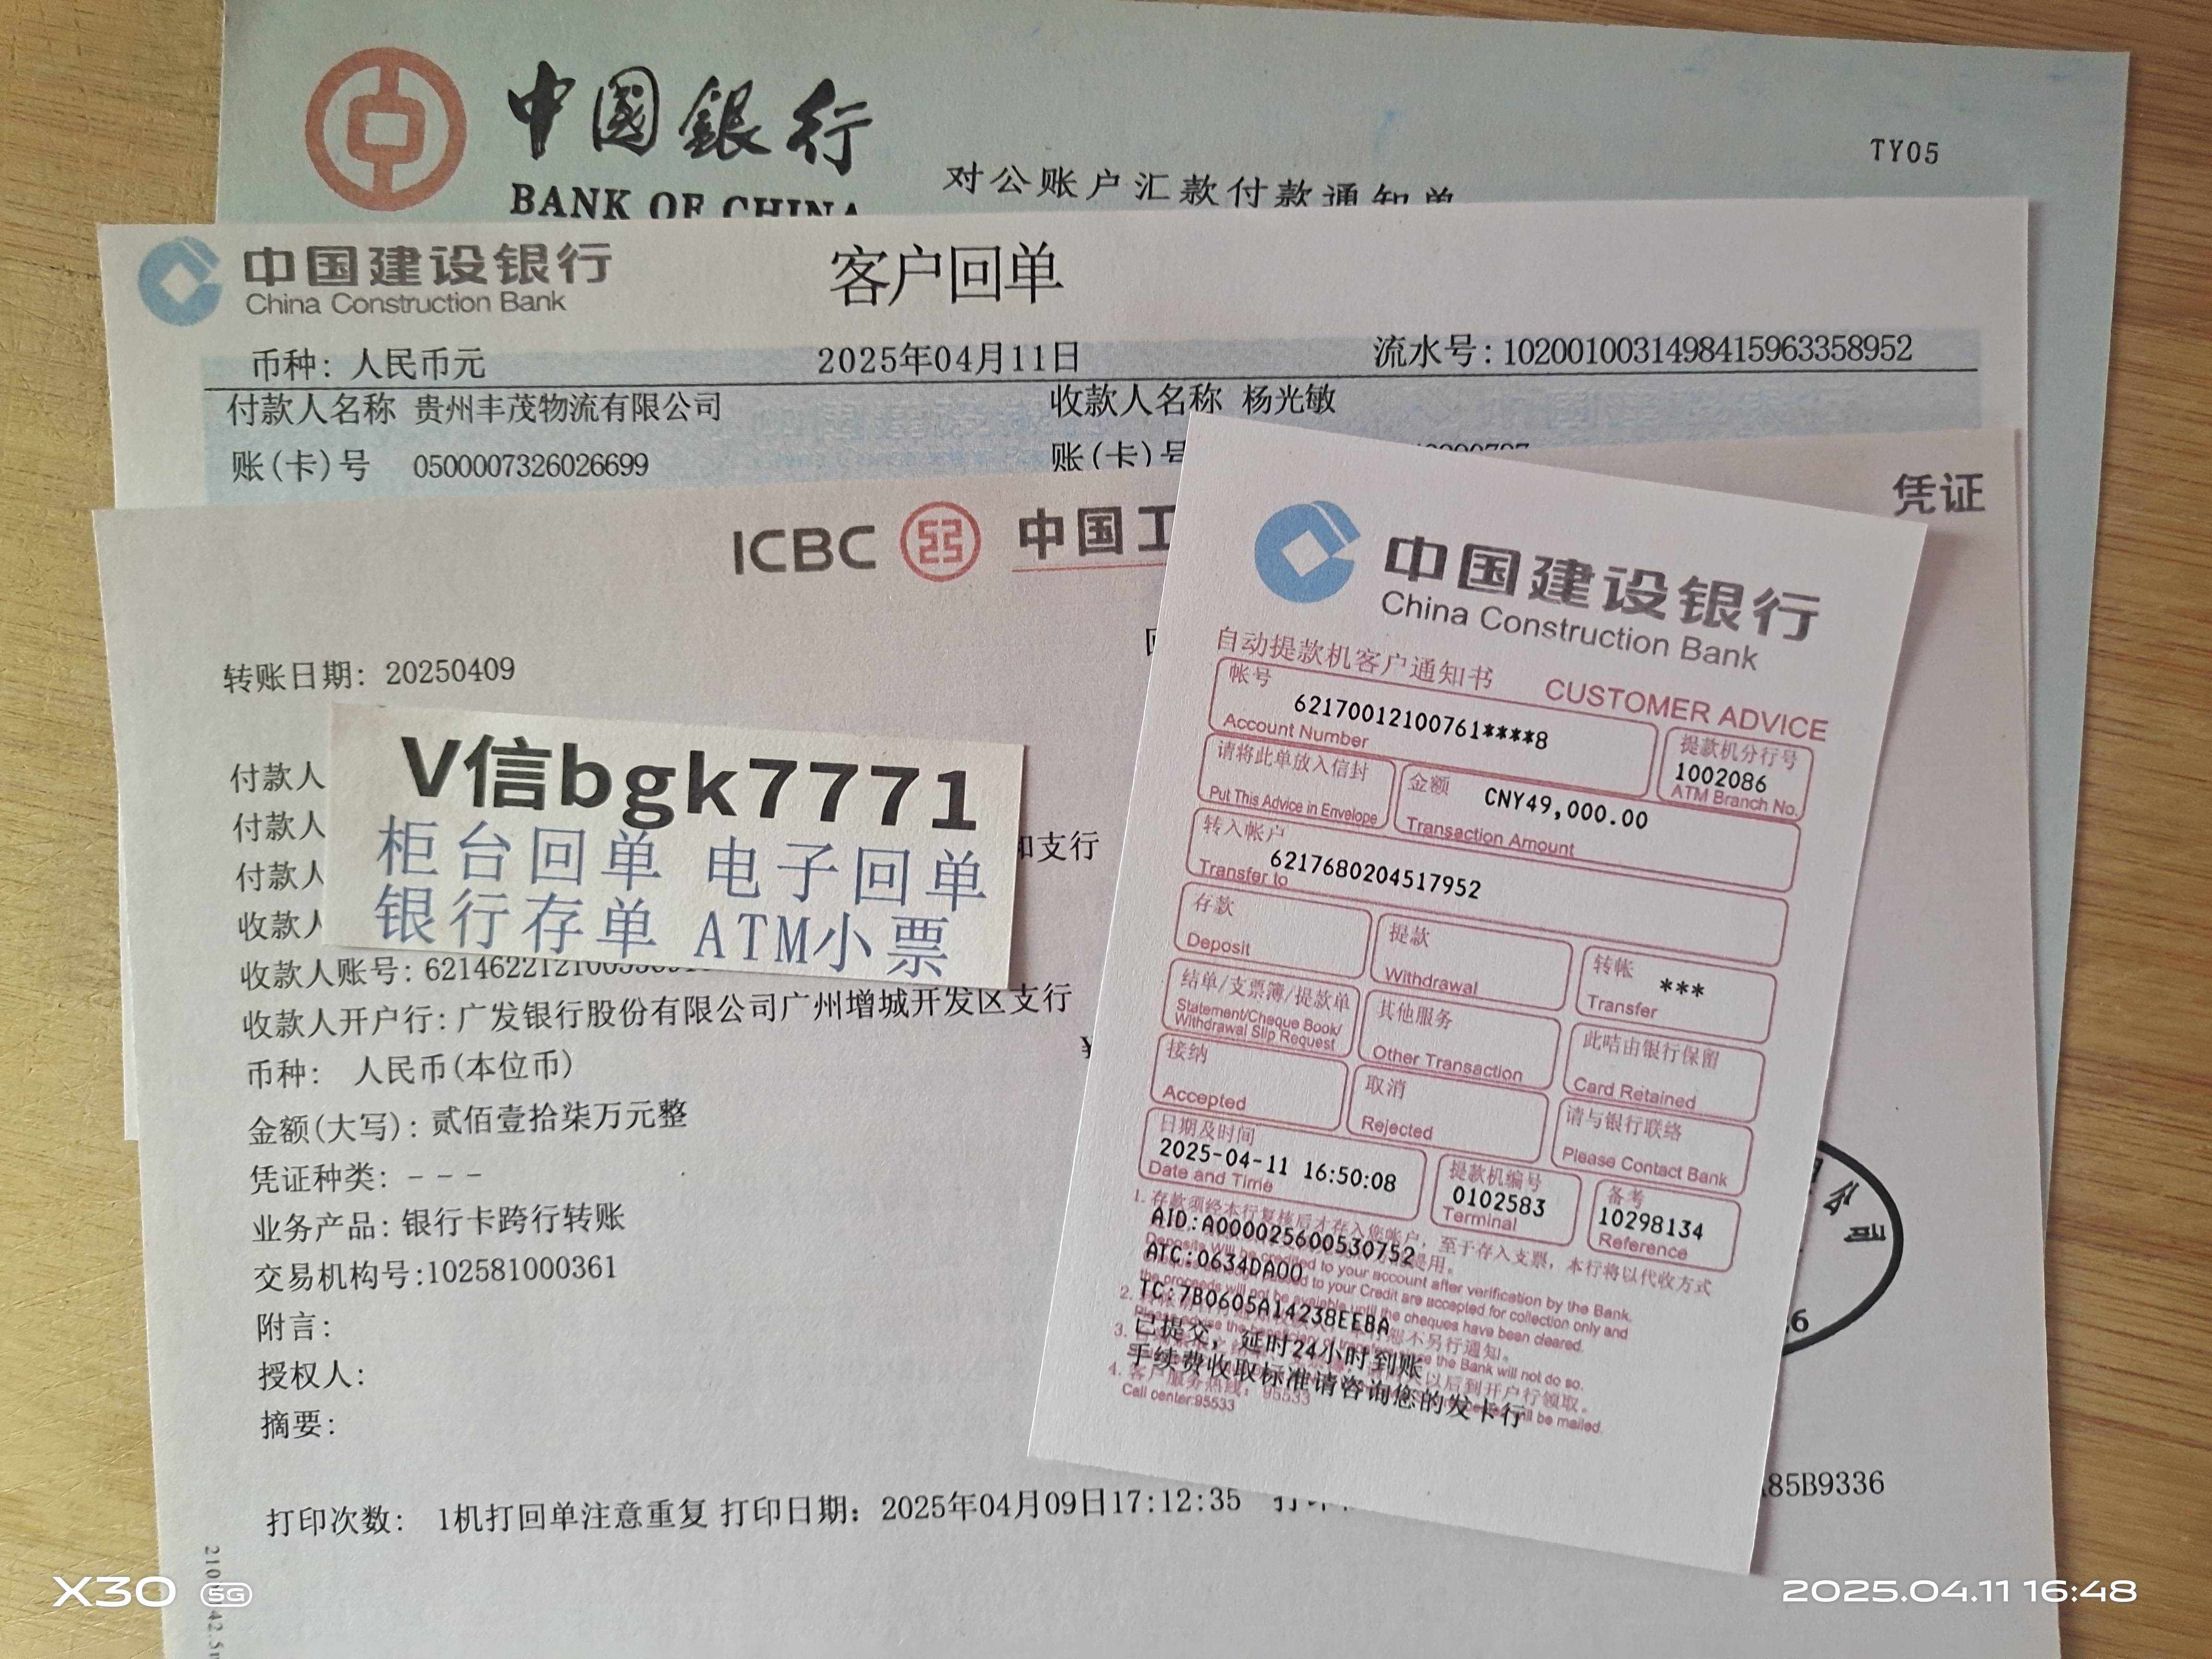 中國銀行
BANK OF CHINA
对公账户汇款付款通知单
TY05
中国建设银行
China Construction Bank
客户回单
币种：人民币元
2025年04月11日
流水号：1020010031498415963358952
付款人名称 贵州丰茂物流有限公司
收款人名称 杨光敏
账(卡)号 0500007326026699
账(卡)号
凭证
ICBC 中国工
转账日期：20250409
付款人
付款人
付款人
收款人
支行
V信bgk7771
柜台回单 电子回单
银行存单 ATM小票
收款人账号：
收款人开户行：广发银行股份有限公司广州增城开发区支行
币种： 人民币(本位币)
金额(大写)：贰佰壹拾柒万元整
凭证种类：---
业务产品：银行卡跨行转账
交易机构号:102581000361
附言：
授权人：
摘要：
打印次数： 1机打回单注意重复 打印日期：2025年04月09日17:12:35
85B9336
中国建设银行
China Construction Bank
自动提款机客户通知书 CUSTOMER ADVICE
帐号
62170012100761****8
Account Number
提款机分行号
1002086
ATM Branch No.
请将此单放入信封
Put This Advice in Envelope
金额
CNY49,000.00
Transaction Amount
转入帐户
6217680204517952
Transfer to
存款
Deposit
提款
Withdrawal
转帐
***
Transfer
结单/支票簿/提款单
Statement/Cheque Book/
Withdrawal Slip Request
其他服务
Other Transaction
此咭由银行保留
Card Retained
接纳
Accepted
取消
Rejected
请与银行联络
Please Contact Bank
日期及时间
2025-04-11 16:50:08
Date and Time
提款机编号
0102583
Terminal
备考
10298134
Reference
AID:A000025600530752
ATC:0634DA00
TC:7B0605A14238EEBA
已提交，延时24小时到账
手续费收取标准请咨询您的发卡行
4. 客户服务热线：95533
Call center:95533
X30 5G
2025.04.11 16:48